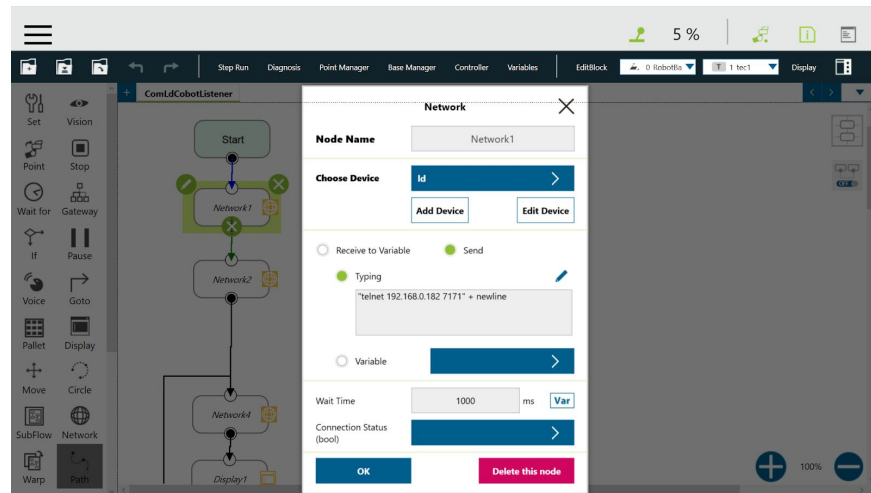 5 %
Step Run
Diagnosis
Point Manager
Base Manager
Controller
Variables
EditBlock
0 RobotBa
T 1 tec1
Display
ComLdCobotListener
Set
Vision
Point
Stop
Wait for
Gateway
If
Pause
Voice
Goto
Pallet
Display
Move
Circle
SubFlow
Network
Warp
Path
Start
Network1
Network2
Network4
Display1
Network
Node Name
Network1
Choose Device
ld
Add Device
Edit Device
Receive to Variable
Send
Typing
"telnet 192.168.0.182 7171" + newline
Variable
Wait Time
1000
ms
Var
Connection Status
(bool)
OK
Delete this node
OFF
100%